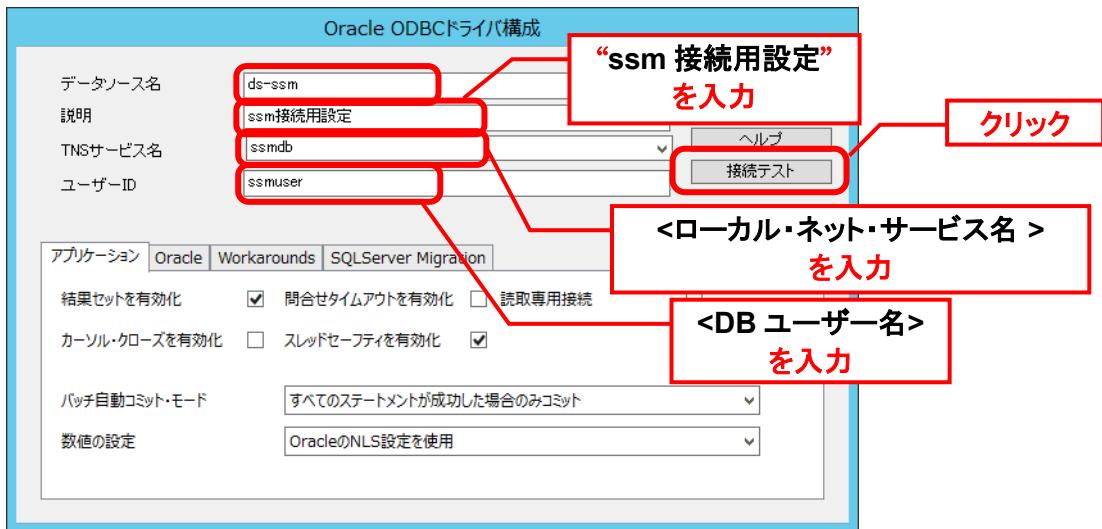 Oracle ODBCドライバ構成
データソース名 ds-ssm
説明 ssm接続用設定
TNSサービス名 ssmdb
ユーザーID ssmuser
“ssm 接続用設定”
を入力
ヘルプ
接続テスト
クリック
<ローカル・ネット・サービス名 >
を入力
アプリケーション Oracle Workarounds SQLServer Migration
結果セットを有効化 問合せタイムアウトを有効化 読取専用接続
カーソル・クローズを有効化 スレッドセーフティを有効化
<DB ユーザー名>
を入力
バッチ自動コミット・モード すべてのステートメントが成功した場合のみコミット
数値の設定 OracleのNLS設定を使用